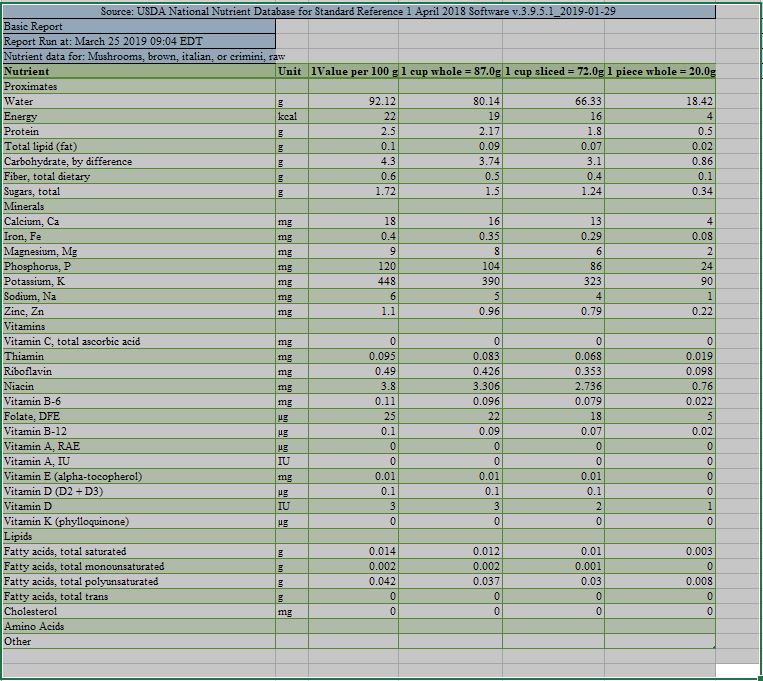 Source: USDA National Nutrient Database for Standard Reference 1 April 2018 Software v.3.9.5.1_2019-01-29
Basic Report
Report Run at: March 25 2019 09:04 EDT
Nutrient data for: Mushrooms, brown, italian, or crimini, raw
Nutrient Unit 1Value per 100 g 1 cup whole = 87.0g 1 cup sliced = 72.0g 1 piece whole = 20.0g
Proximates
Water g 92.12 80.14 66.33 18.42
Energy kcal 22 19 16 4
Protein g 2.5 2.17 1.8 0.5
Total lipid (fat) g 0.1 0.09 0.07 0.02
Carbohydrate, by difference g 4.3 3.74 3.1 0.86
Fiber, total dietary g 0.6 0.5 0.4 0.1
Sugars, total g 1.72 1.5 1.24 0.34
Minerals
Calcium, Ca mg 18 16 13 4
Iron, Fe mg 0.4 0.35 0.29 0.08
Magnesium, Mg mg 9 8 6 2
Phosphorus, P mg 120 104 86 24
Potassium, K mg 448 390 323 90
Sodium, Na mg 6 5 4 1
Zinc, Zn mg 1.1 0.96 0.79 0.22
Vitamins
Vitamin C, total ascorbic acid mg 0 0 0 0
Thiamin mg 0.095 0.083 0.068 0.019
Riboflavin mg 0.49 0.426 0.353 0.098
Niacin mg 3.8 3.306 2.736 0.76
Vitamin B-6 mg 0.11 0.096 0.079 0.022
Folate, DFE µg 25 22 18 5
Vitamin B-12 µg 0.1 0.09 0.07 0.02
Vitamin A, RAE µg 0 0 0 0
Vitamin A, IU IU 0 0 0 0
Vitamin E (alpha-tocopherol) mg 0.01 0.01 0.01 0
Vitamin D (D2 + D3) µg 0.1 0.1 0.1 0
Vitamin D IU 3 3 2 1
Vitamin K (phylloquinone) µg 0 0 0 0
Lipids
Fatty acids, total saturated g 0.014 0.012 0.01 0.003
Fatty acids, total monounsaturated g 0.002 0.002 0.001 0
Fatty acids, total polyunsaturated g 0.042 0.037 0.03 0.008
Fatty acids, total trans g 0 0 0 0
Cholesterol mg 0 0 0 0
Amino Acids
Other